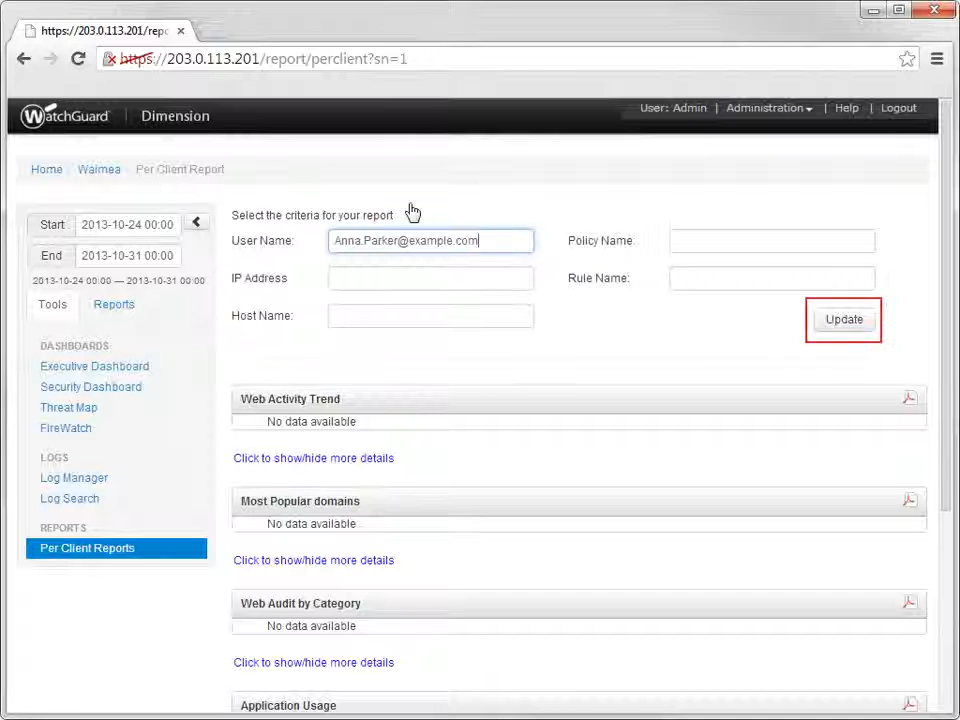 https://203.0.113.201/repo
https://203.0.113.201/report/perclient?sn=1
WatchGuard | Dimension
User: Admin | Administration | Help | Logout
Home Waimea Per Client Report
Start 2013-10-24 00:00
End 2013-10-31 00:00
2013-10-24 00:00 — 2013-10-31 00:00
Tools Reports
DASHBOARDS
Executive Dashboard
Security Dashboard
Threat Map
FireWatch
LOGS
Log Manager
Log Search
REPORTS
Per Client Reports
Select the criteria for your report
User Name: Anna.Parker@example.com Policy Name:
IP Address Rule Name:
Host Name:
Update
Web Activity Trend
No data available
Click to show/hide more details
Most Popular domains
No data available
Click to show/hide more details
Web Audit by Category
No data available
Click to show/hide more details
Application Usage